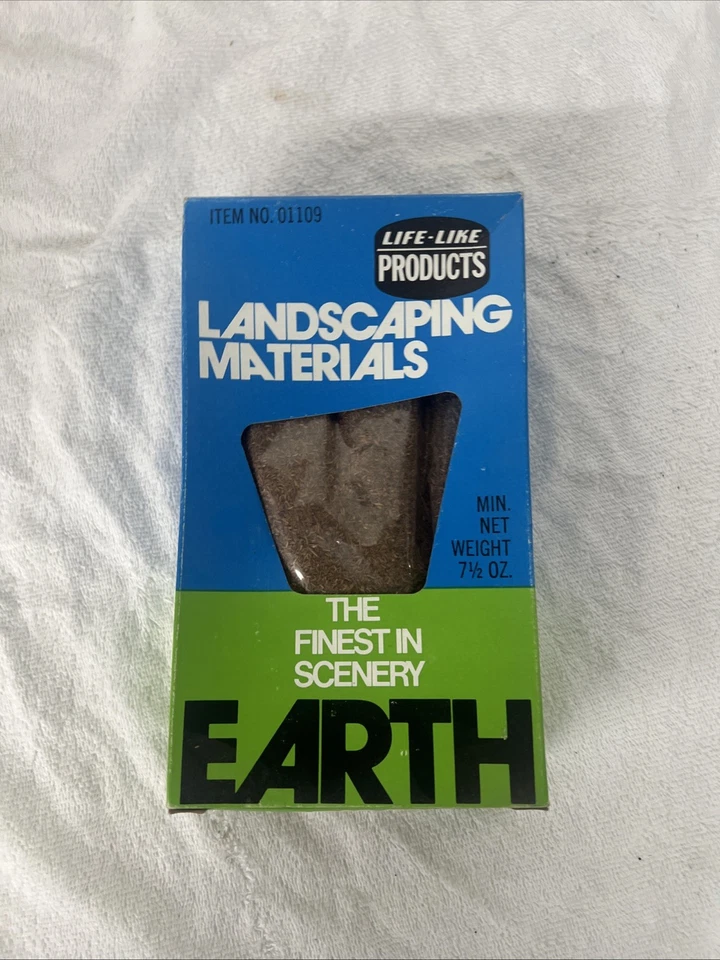 ITEM NO. 01109
LIFE-LIKE
PRODUCTS
LANDSCAPING
MATERIALS
MIN.
NET
WEIGHT
7½ OZ.
THE
FINEST IN
SCENERY
EARTH